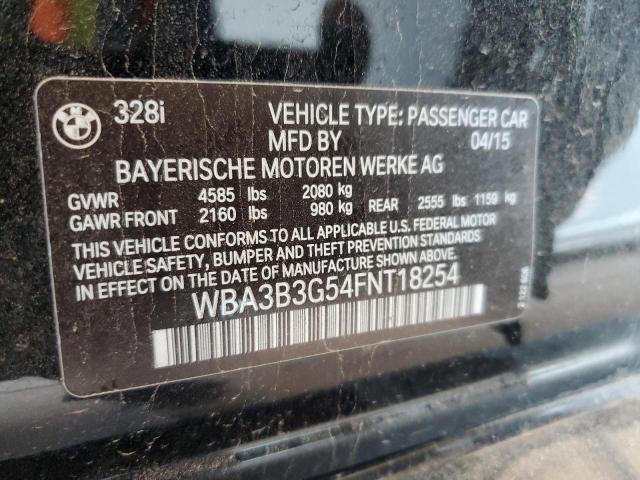 BMW 328i VEHICLE TYPE: PASSENGER CAR
MFD BY 04/15
BAYERISCHE MOTOREN WERKE AG
GVWR 4585 lbs 2080 kg
GAWR FRONT 2160 lbs 980 kg REAR 2555 lbs 1159 kg
THIS VEHICLE CONFORMS TO ALL APPLICABLE U.S. FEDERAL MOTOR
VEHICLE SAFETY, BUMPER AND THEFT PREVENTION STANDARDS
IN EFFECT ON THE DATE OF MANUFACTURE SHOWN ABOVE.
WBA3B3G54FNT18254